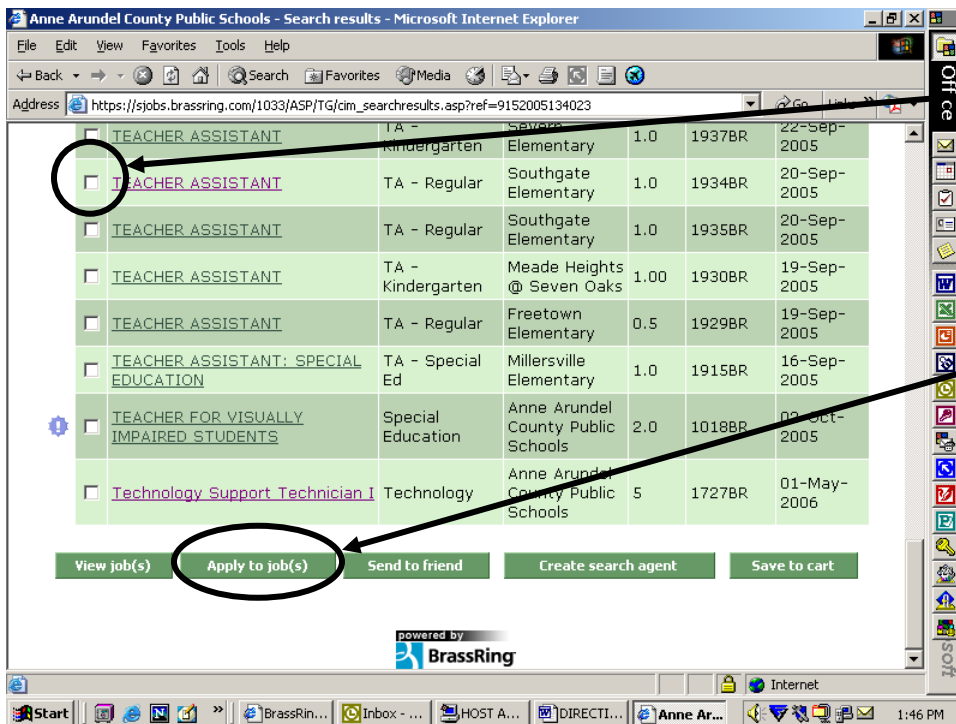 Anne Arundel County Public Schools - Search results - Microsoft Internet Explorer
File Edit View Favorites Tools Help
Back Search Favorites Media
Address https://sjobs.brassring.com/1033/ASP/TG/cim_searchresults.asp?ref=9152005134023 Go Links »
Office
TEACHER ASSISTANT TA - Kindergarten Severn Elementary 1.0 1937BR 22-Sep-2005
TEACHER ASSISTANT TA - Regular Southgate Elementary 1.0 1934BR 20-Sep-2005
TEACHER ASSISTANT TA - Regular Southgate Elementary 1.0 1935BR 20-Sep-2005
TEACHER ASSISTANT TA - Kindergarten Meade Heights @ Seven Oaks 1.00 1930BR 19-Sep-2005
TEACHER ASSISTANT TA - Regular Freetown Elementary 0.5 1929BR 19-Sep-2005
TEACHER ASSISTANT: SPECIAL EDUCATION TA - Special Ed Millersville Elementary 1.0 1915BR 16-Sep-2005
TEACHER FOR VISUALLY IMPAIRED STUDENTS Special Education Anne Arundel County Public Schools 2.0 1018BR 03-Oct-2005
Technology Support Technician I Technology Anne Arundel County Public Schools 5 1727BR 01-May-2006
View job(s) Apply to job(s) Send to friend Create search agent Save to cart
powered by
BrassRing
Internet
Start » BrassRin... Inbox - ... HOST A... DIRECTI... Anne Ar... 1:46 PM